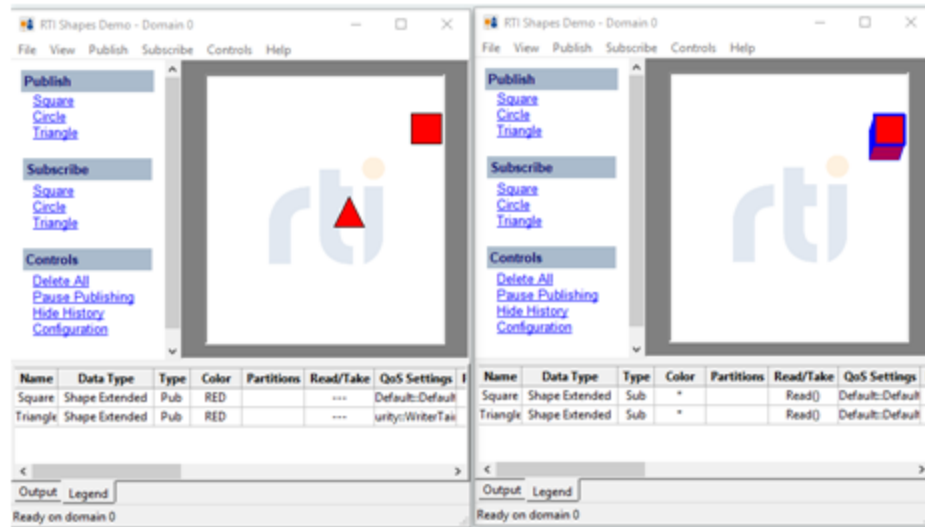 RTI Shapes Demo - Domain 0
File View Publish Subscribe Controls Help
Publish
Square
Circle
Triangle
Subscribe
Square
Circle
Triangle
Controls
Delete All
Pause Publishing
Hide History
Configuration
rti
Name Data Type Type Color Partitions Read/Take QoS Settings
Square Shape Extended Pub RED --- Default::Default
Triangle Shape Extended Pub RED --- urity::WriterTai
Output Legend
Ready on domain 0
RTI Shapes Demo - Domain 0
File View Publish Subscribe Controls Help
Publish
Square
Circle
Triangle
Subscribe
Square
Circle
Triangle
Controls
Delete All
Pause Publishing
Hide History
Configuration
rti
Name Data Type Type Color Partitions Read/Take QoS Settings
Square Shape Extended Sub * Read() Default::Default
Triangle Shape Extended Sub * Read() Default::Default
Output Legend
Ready on domain 0